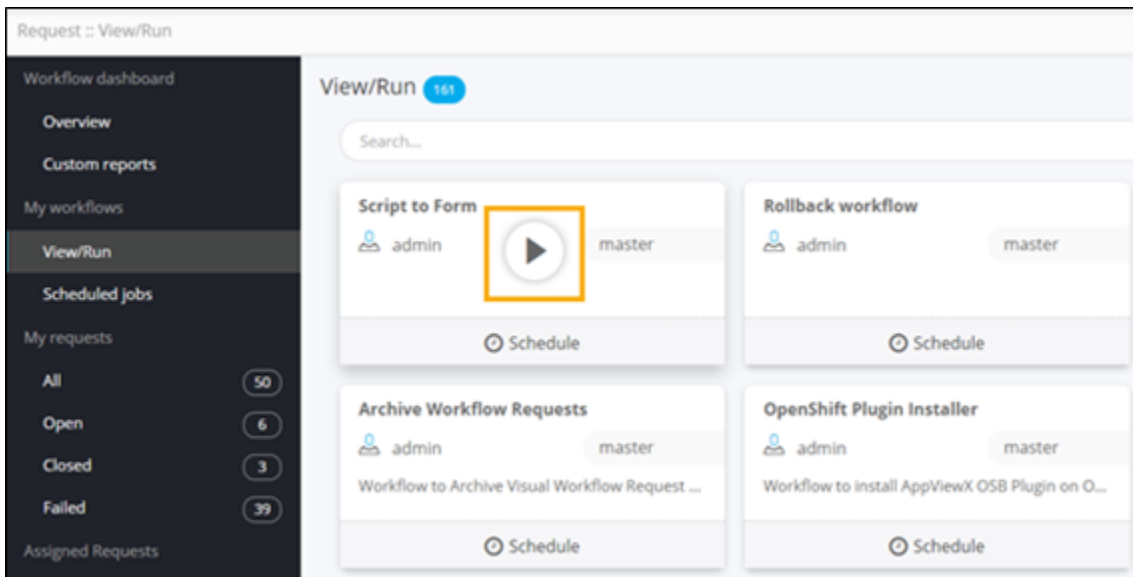 Request :: View/Run
Workflow dashboard
Overview
Custom reports
My workflows
View/Run
Scheduled jobs
My requests
All 50
Open 6
Closed 3
Failed 39
Assigned Requests
View/Run 161
Search...
Script to Form
admin master
Schedule
Rollback workflow
admin master
Schedule
Archive Workflow Requests
admin master
Workflow to Archive Visual Workflow Request ...
Schedule
OpenShift Plugin Installer
admin master
Workflow to install AppViewX OSB Plugin on O...
Schedule